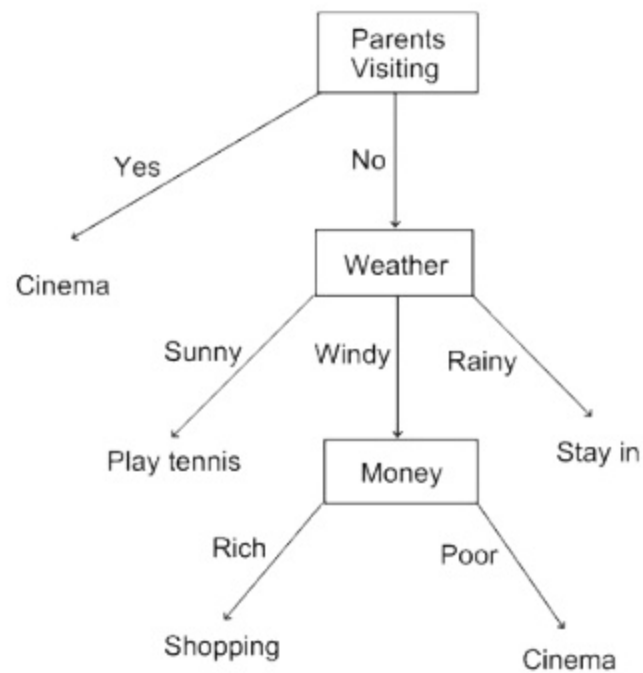 Parents
Visiting
Yes
No
Cinema
Weather
Sunny
Windy
Rainy
Play tennis
Money
Stay in
Rich
Poor
Shopping
Cinema